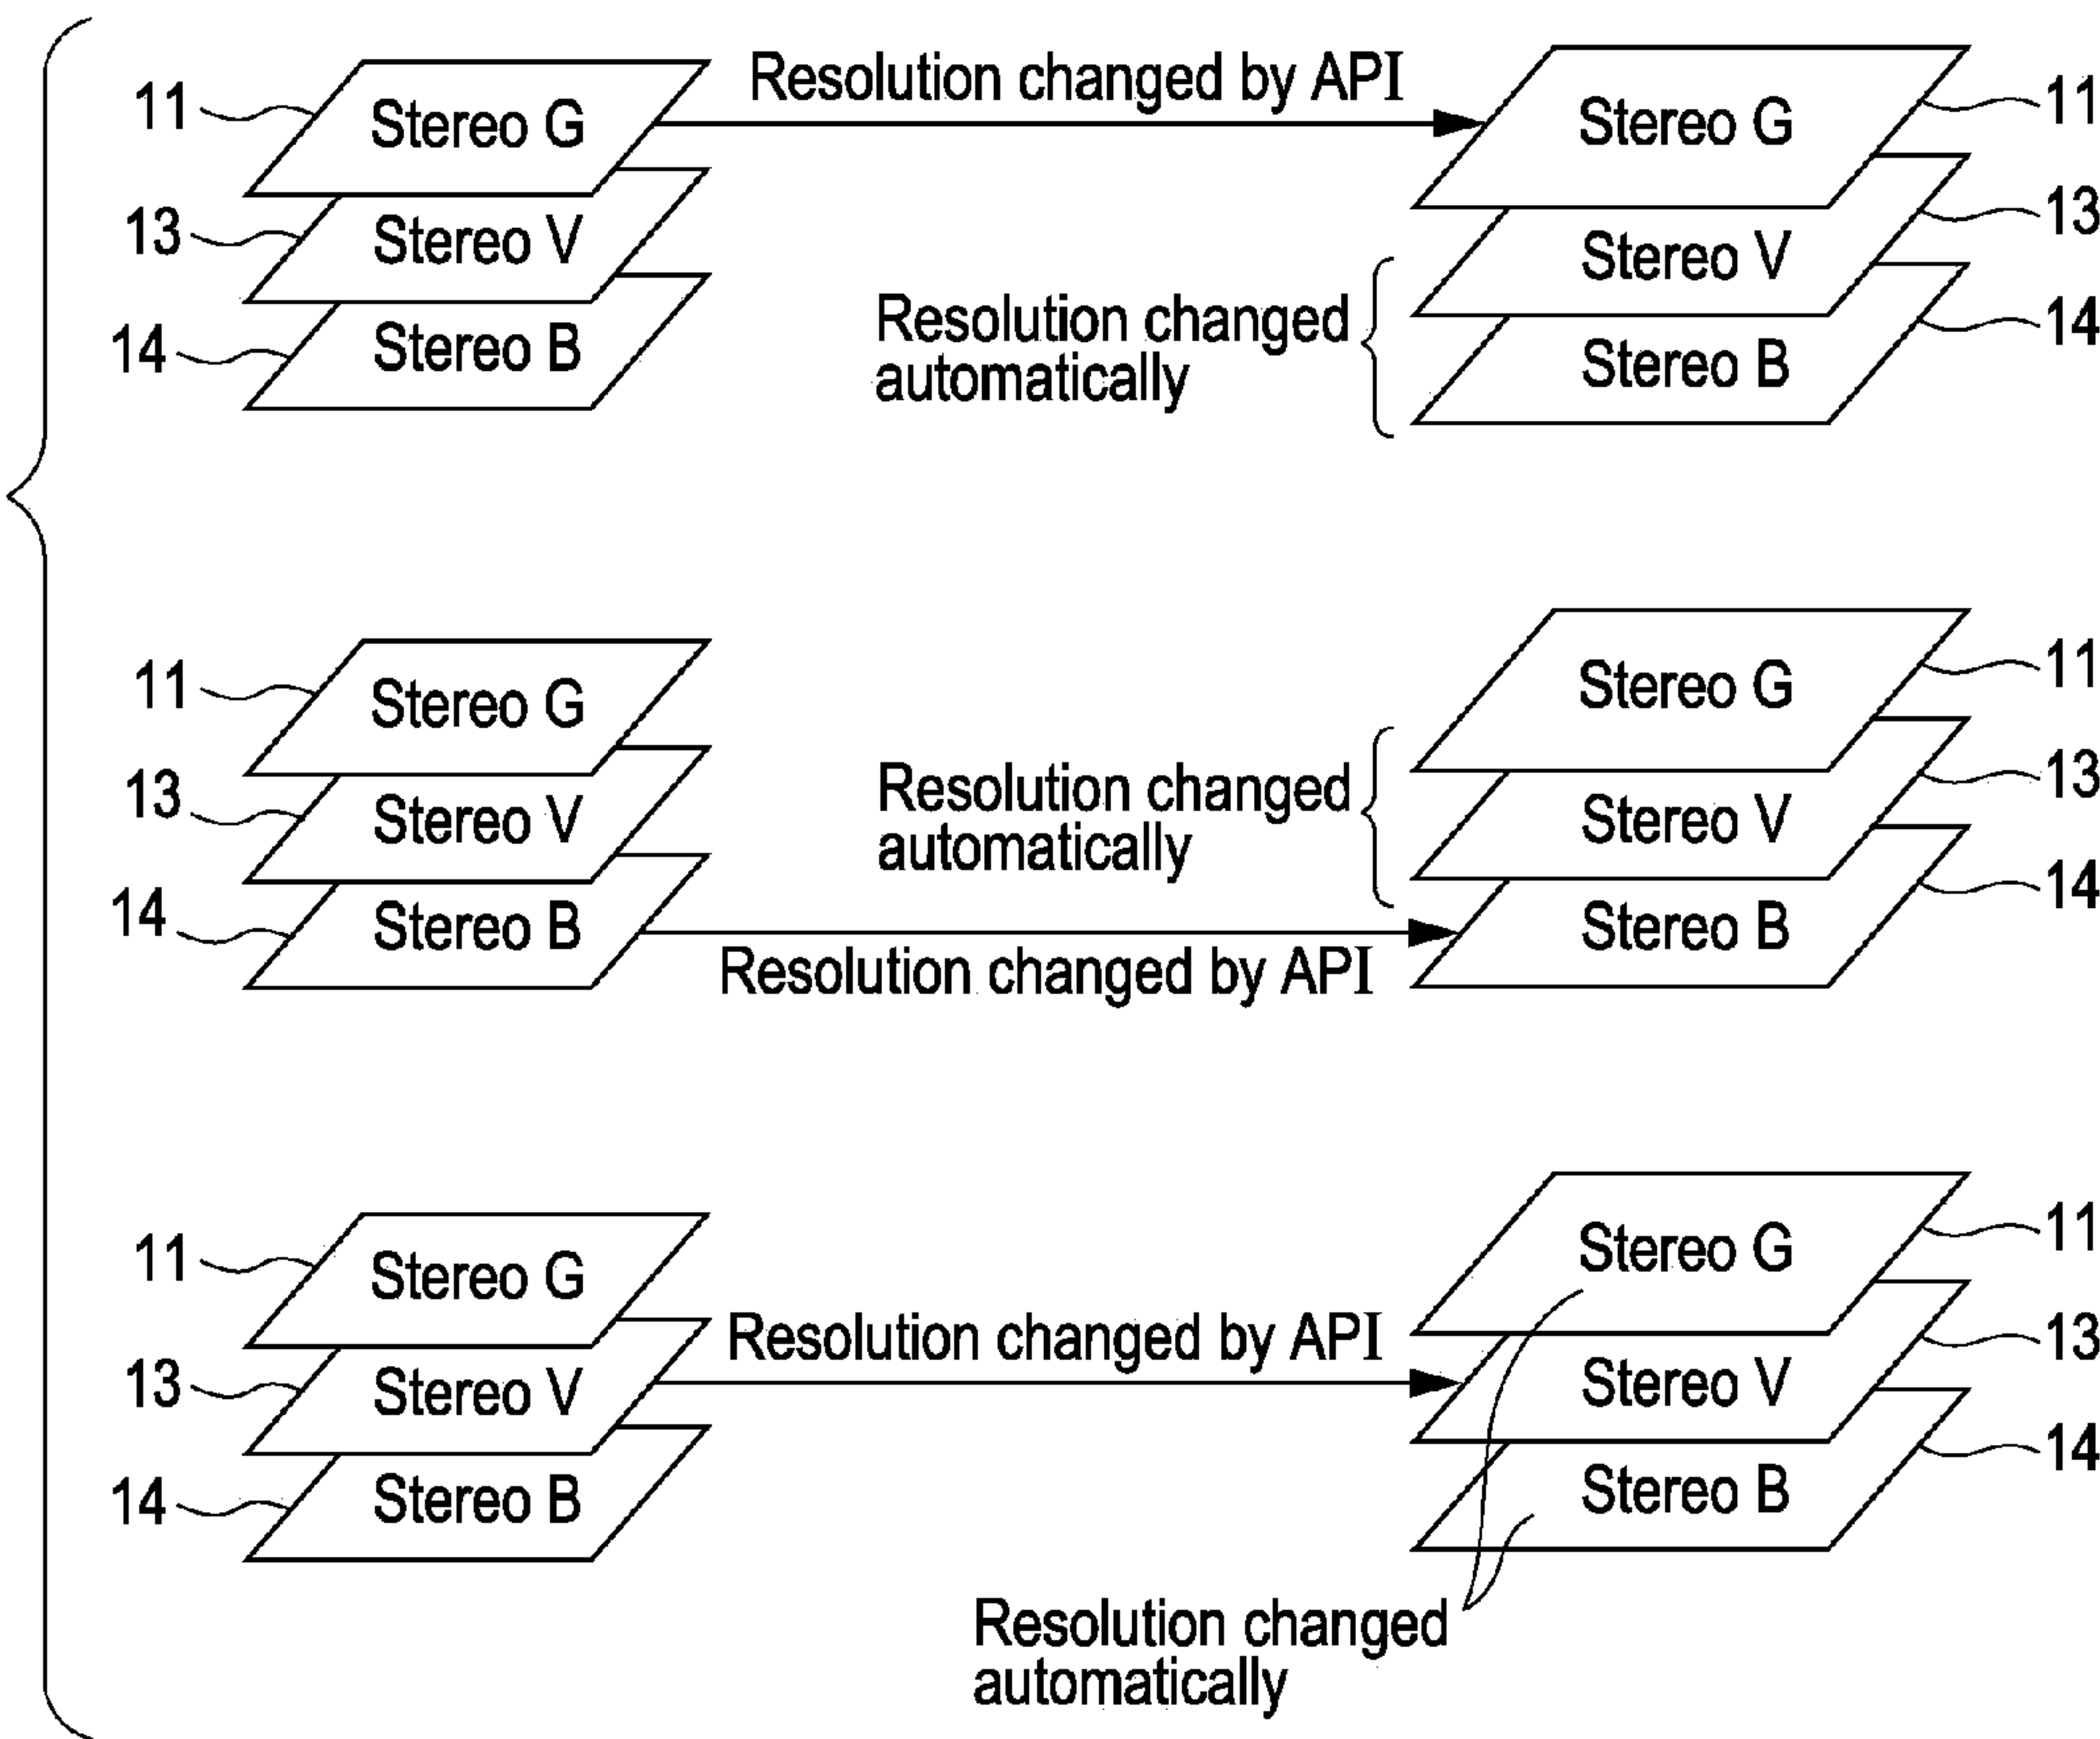 Resolution changed by API
11
Stereo G
Stereo G
11
13
Stereo V
Stereo V
13
Resolution changed
automatically
14
Stereo B
Stereo B
14
11
Stereo G
Stereo G
11
13
Stereo V
Resolution changed
automatically
Stereo V
13
14
Stereo B
Stereo B
14
Resolution changed by API
11
Stereo G
Stereo G
11
Resolution changed by API
13
Stereo V
Stereo V
13
14
Stereo B
Stereo B
14
Resolution changed
automatically